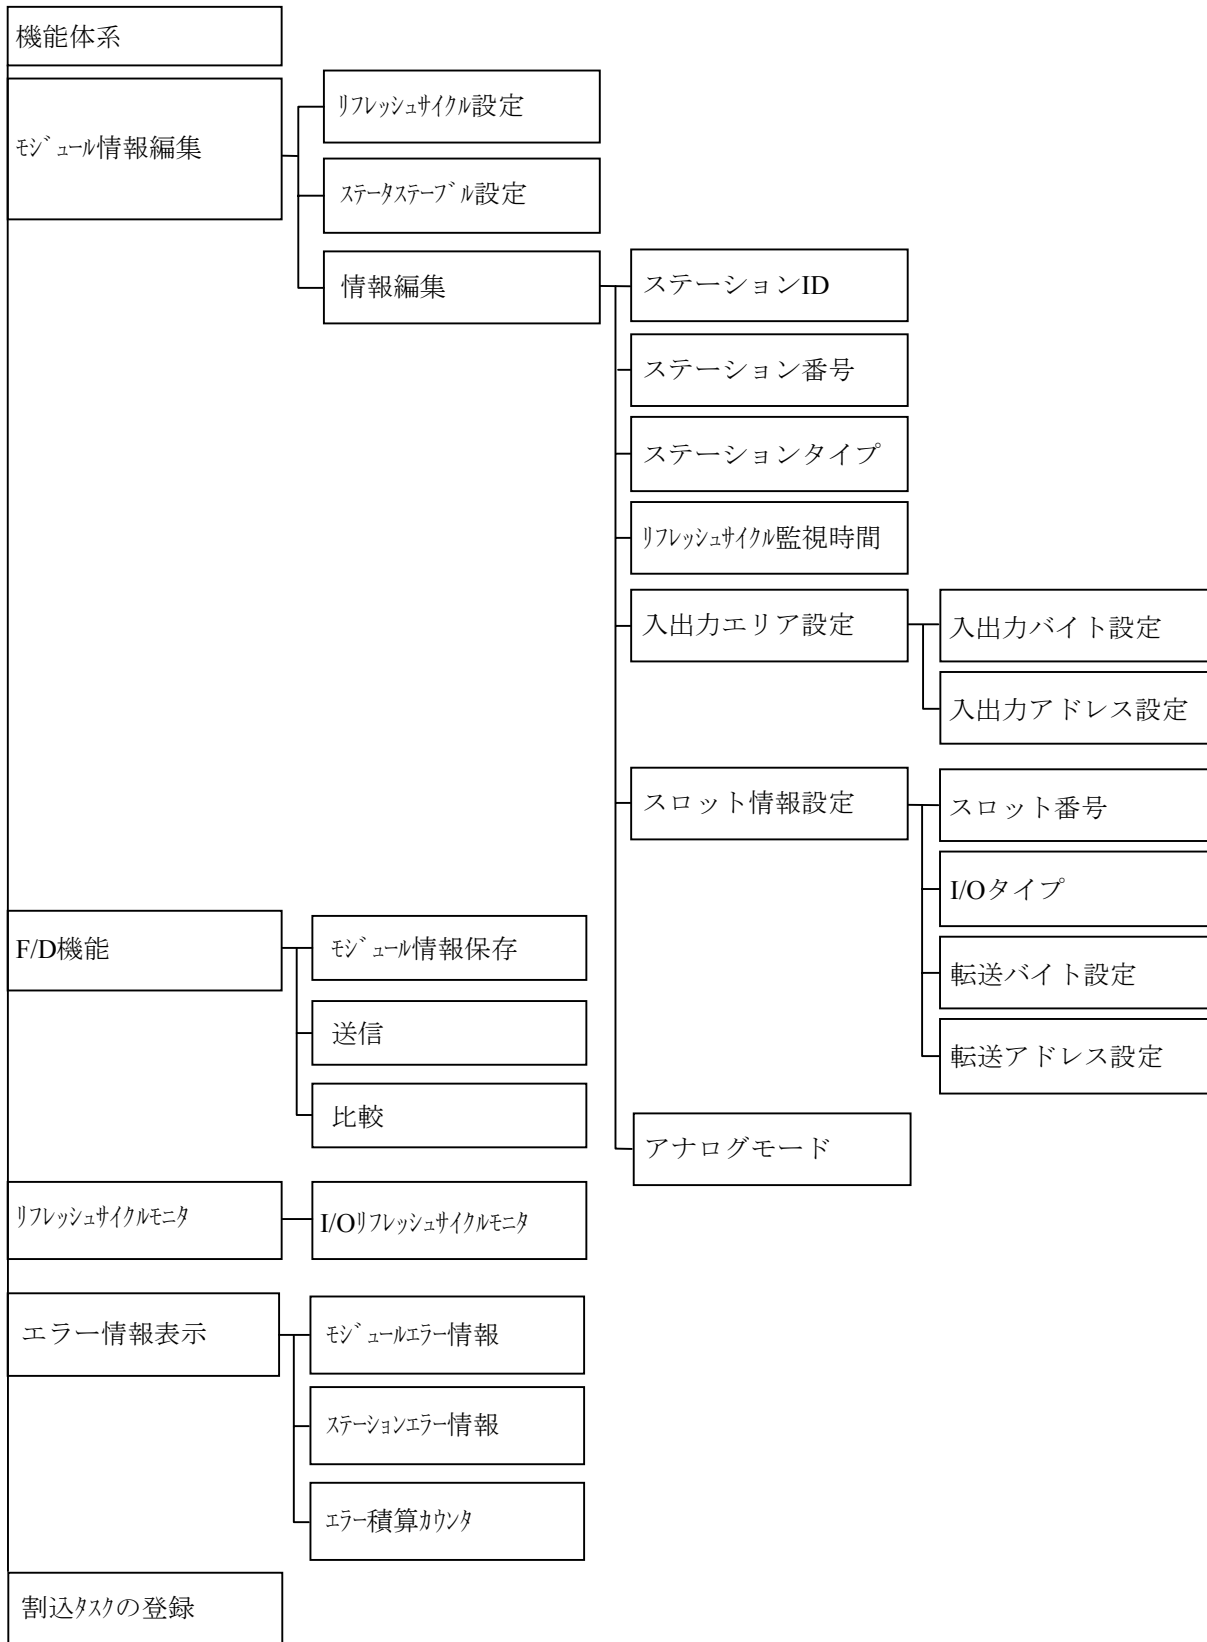 機能体系
ﾓｼﾞｭｰﾙ情報編集
ﾘﾌﾚｯｼｭｻｲｸﾙ設定
ｽﾃｰﾀｽﾃｰﾌﾞﾙ設定
情報編集
ステーションID
ステーション番号
ステーションタイプ
ﾘﾌﾚｯｼｭｻｲｸﾙ監視時間
入出力エリア設定
入出力バイト設定
入出力アドレス設定
スロット情報設定
スロット番号
I/Oタイプ
転送バイト設定
転送アドレス設定
アナログモード
F/D機能
ﾓｼﾞｭｰﾙ情報保存
送信
比較
ﾘﾌﾚｯｼｭｻｲｸﾙﾓﾆﾀ
I/Oﾘﾌﾚｯｼｭｻｲｸﾙﾓﾆﾀ
エラー情報表示
ﾓｼﾞｭｰﾙｴﾗｰ情報
ｽﾃｰｼｮﾝｴﾗｰ情報
ｴﾗｰ積算ｶｳﾝﾀ
割込ﾀｽｸの登録